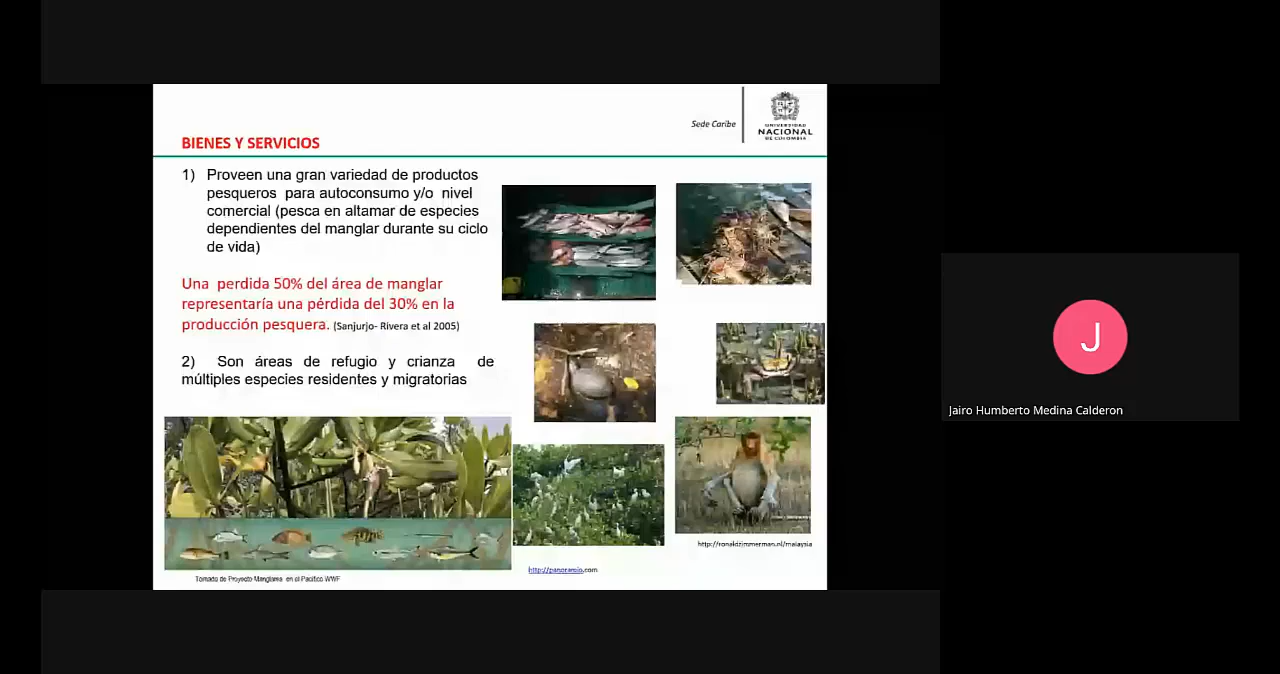 Sede Caribe
UNIVERSIDAD
NACIONAL
DE COLOMBIA
BIENES Y SERVICIOS
1) Proveen una gran variedad de productos
pesqueros para autoconsumo y/o nivel
comercial (pesca en altamar de especies
dependientes del manglar durante su ciclo
de vida)
Una perdida 50% del área de manglar
representaría una pérdida del 30% en la
producción pesquera. (Sanjurjo- Rivera et al 2005)
2) Son áreas de refugio y crianza de
múltiples especies residentes y migratorias
http://ronaldzimmerman.nl/malaysia
http://panoramio.com
Tomado de Proyecto Manglares en el Pacífico WWF
J
Jairo Humberto Medina Calderon